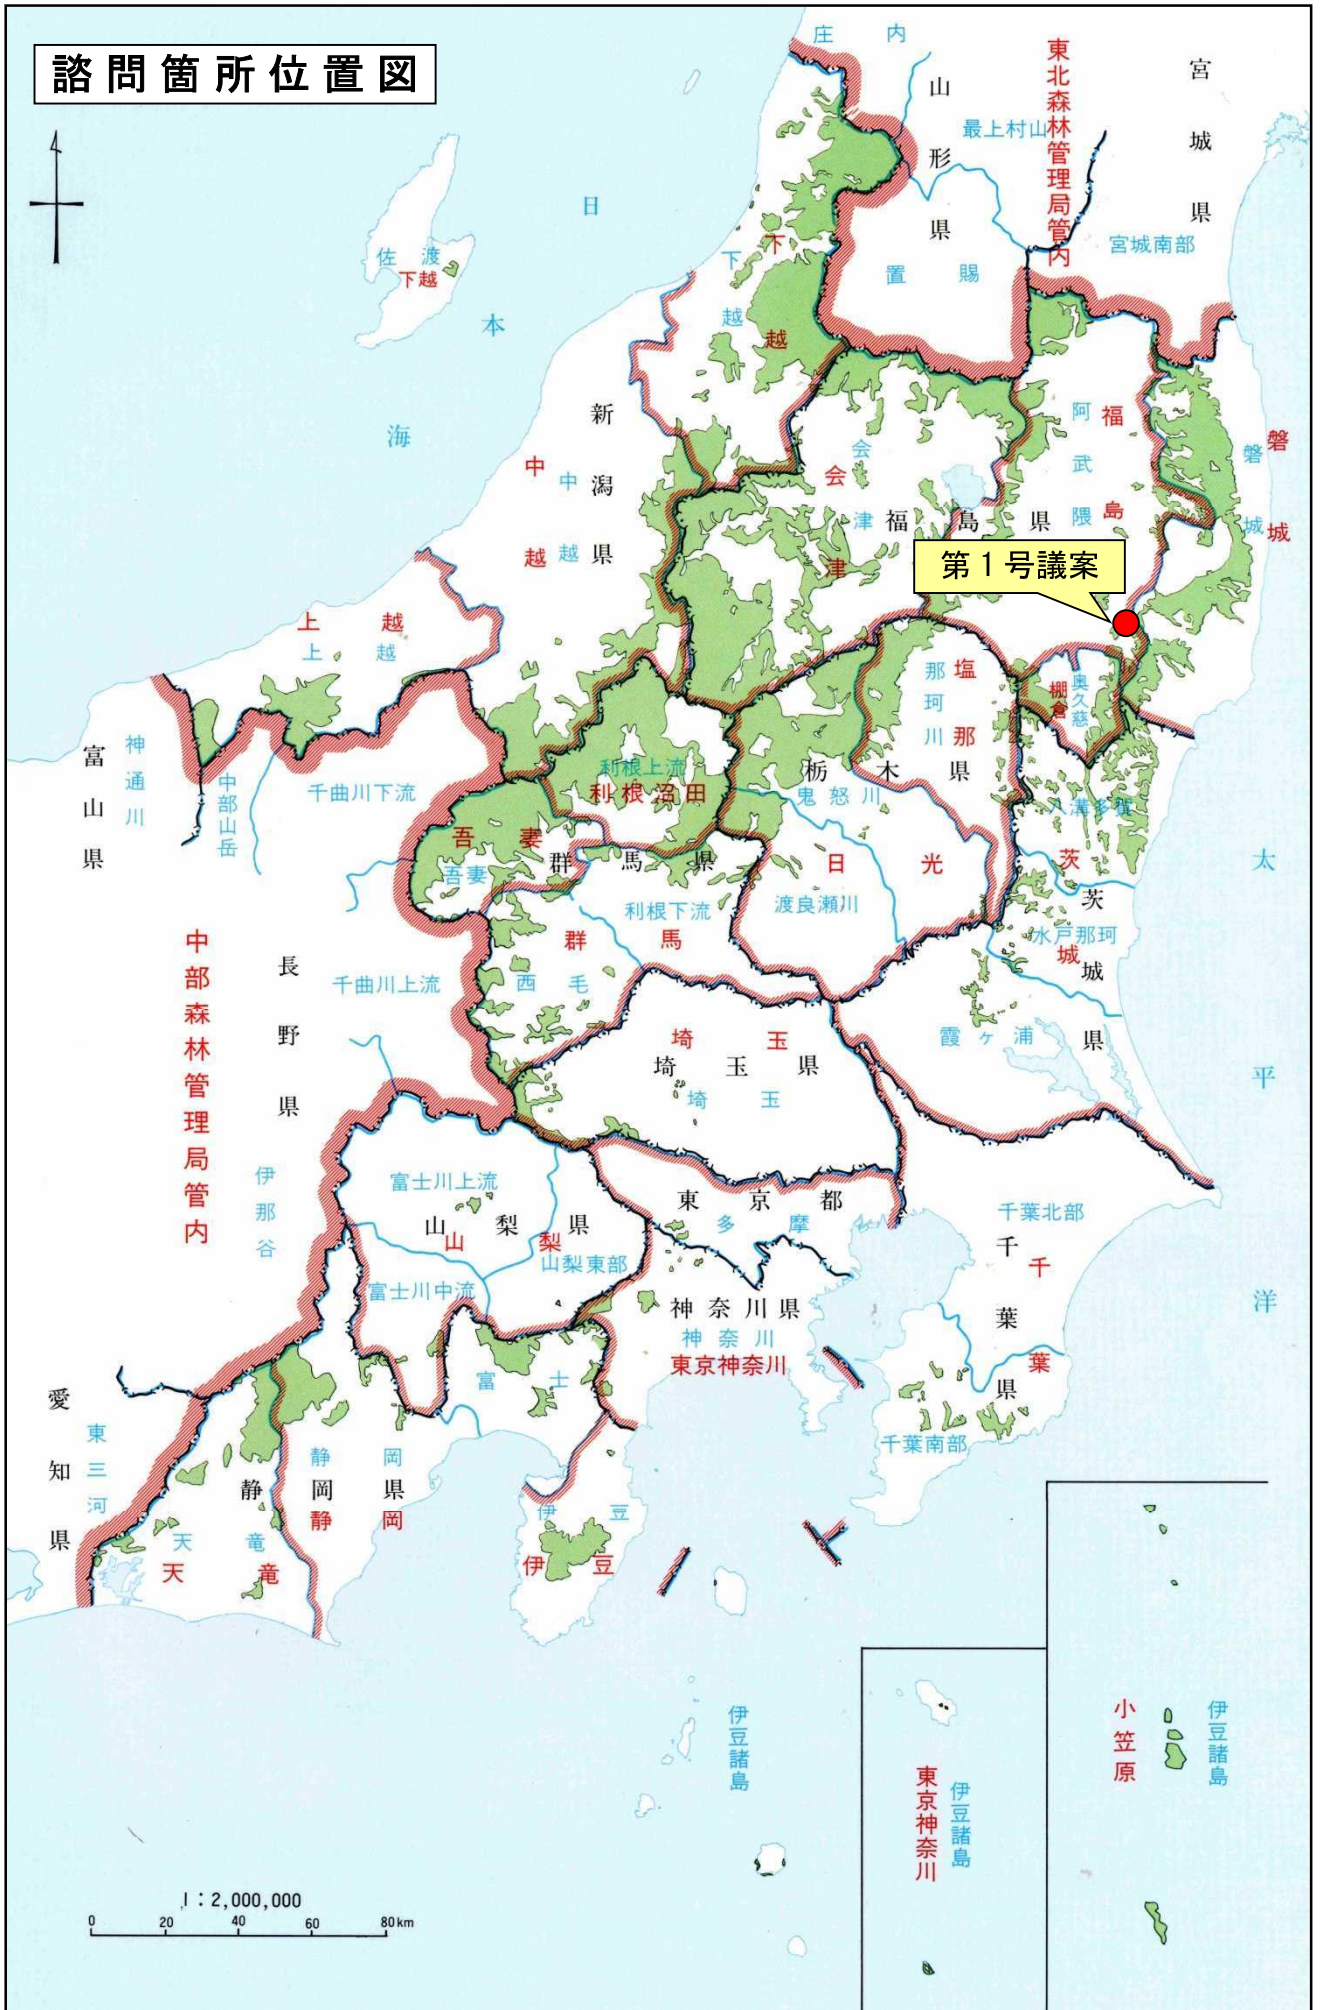 諮問箇所位置図
庄内
山形県
東北森林管理局管内
宮城県
最上村山
宮城南部
置賜
日本海
佐渡
下越
下越
下越
新潟県
中越
中越
会津
会津
福島県
阿武隈
福島
磐城
磐城
第1号議案
上越
上越
那珂川
塩那
棚倉
奥久慈
富山県
神通川
中部山岳
千曲川下流
利根上流
利根沼田
栃木県
鬼怒川
八溝多賀
吾妻
吾妻
群馬県
日光
茨城
茨城県
太平洋
利根下流
渡良瀬川
水戸那珂
群馬
西毛
中部森林管理局管内
長野県
千曲川上流
霞ヶ浦
埼玉
埼玉県
埼玉
伊那谷
富士川上流
山梨県
山梨
山梨東部
富士川中流
東京都
多摩
千葉北部
千葉県
千葉
神奈川県
神奈川
東京神奈川
富士
愛知県
東三河
静岡
静岡県
静岡
千葉南部
天竜
天竜
伊豆
伊豆
伊豆諸島
東京神奈川
伊豆諸島
小笠原
伊豆諸島
1:2,000,000
0 20 40 60 80km